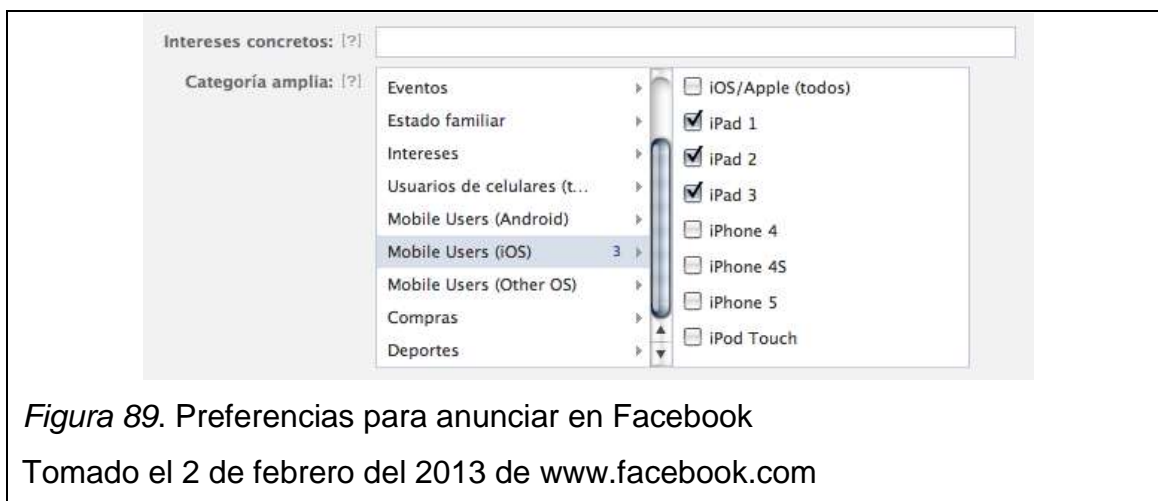 Intereses concretos: [?]
Categoría amplia: [?]
Eventos
Estado familiar
Intereses
Usuarios de celulares (t...
Mobile Users (Android)
Mobile Users (iOS) 3
Mobile Users (Other OS)
Compras
Deportes
iOS/Apple (todos)
iPad 1
iPad 2
iPad 3
iPhone 4
iPhone 4S
iPhone 5
iPod Touch
Figura 89. Preferencias para anunciar en Facebook
Tomado el 2 de febrero del 2013 de www.facebook.com